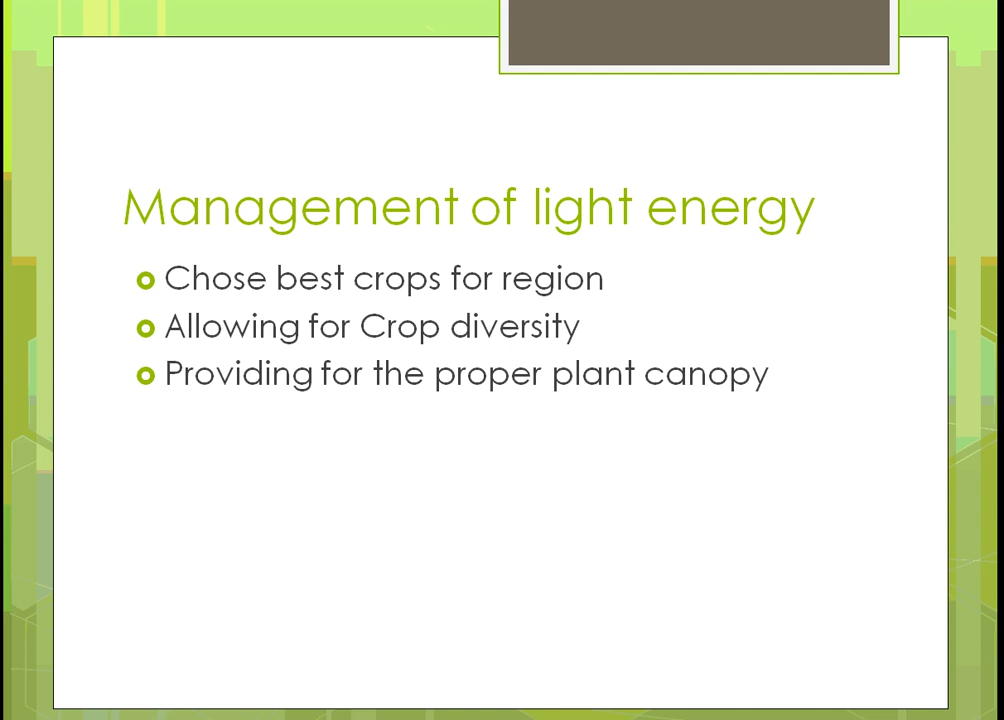 Management of light energy
Chose best crops for region
Allowing for Crop diversity
Providing for the proper plant canopy